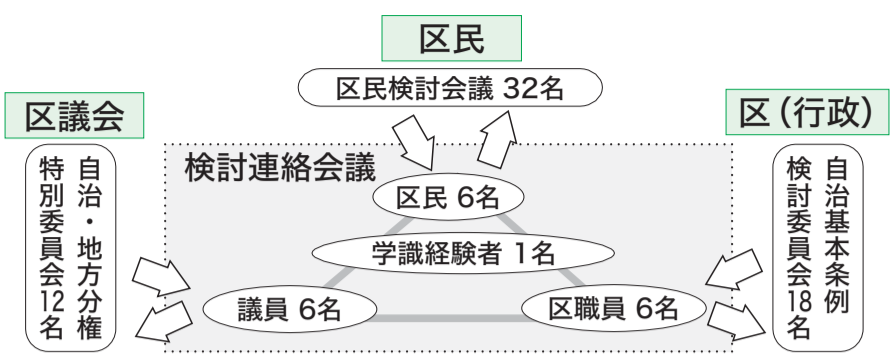 区民
区民検討会議 32名
区議会
自治・地方分権
特別委員会12名
区（行政）
自治基本条例
検討委員会18名
検討連絡会議
区民 6名
学識経験者 1名
議員 6名
区職員 6名